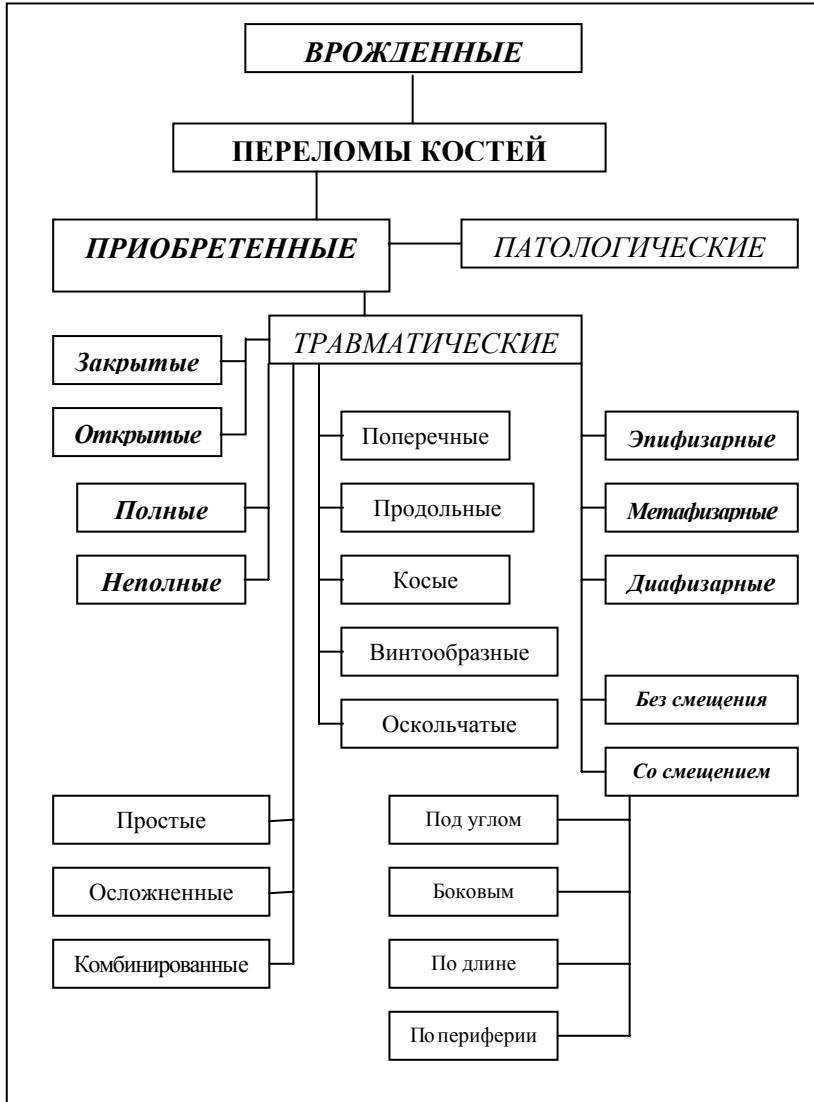 ВРОЖДЕННЫЕ
ПЕРЕЛОМЫ КОСТЕЙ
ПРИОБРЕТЕННЫЕ
ПАТОЛОГИЧЕСКИЕ
ТРАВМАТИЧЕСКИЕ
Закрытые
Открытые
Полные
Неполные
Поперечные
Продольные
Косые
Винтообразные
Оскольчатые
Эпифизарные
Метафизарные
Диафизарные
Без смещения
Со смещением
Простые
Осложненные
Комбинированные
Под углом
Боковым
По длине
По периферии